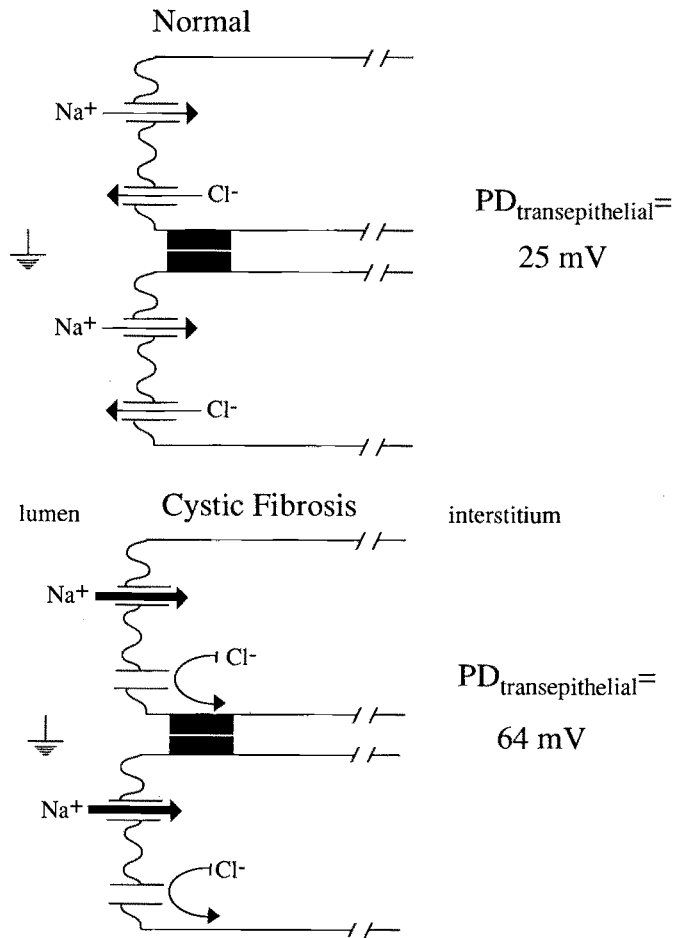 Normal
Na+
Cl-
PDtransepithelial=
25 mV
Na+
Cl-
lumen
Cystic Fibrosis
interstitium
Na+
Cl-
PDtransepithelial=
64 mV
Na+
Cl-